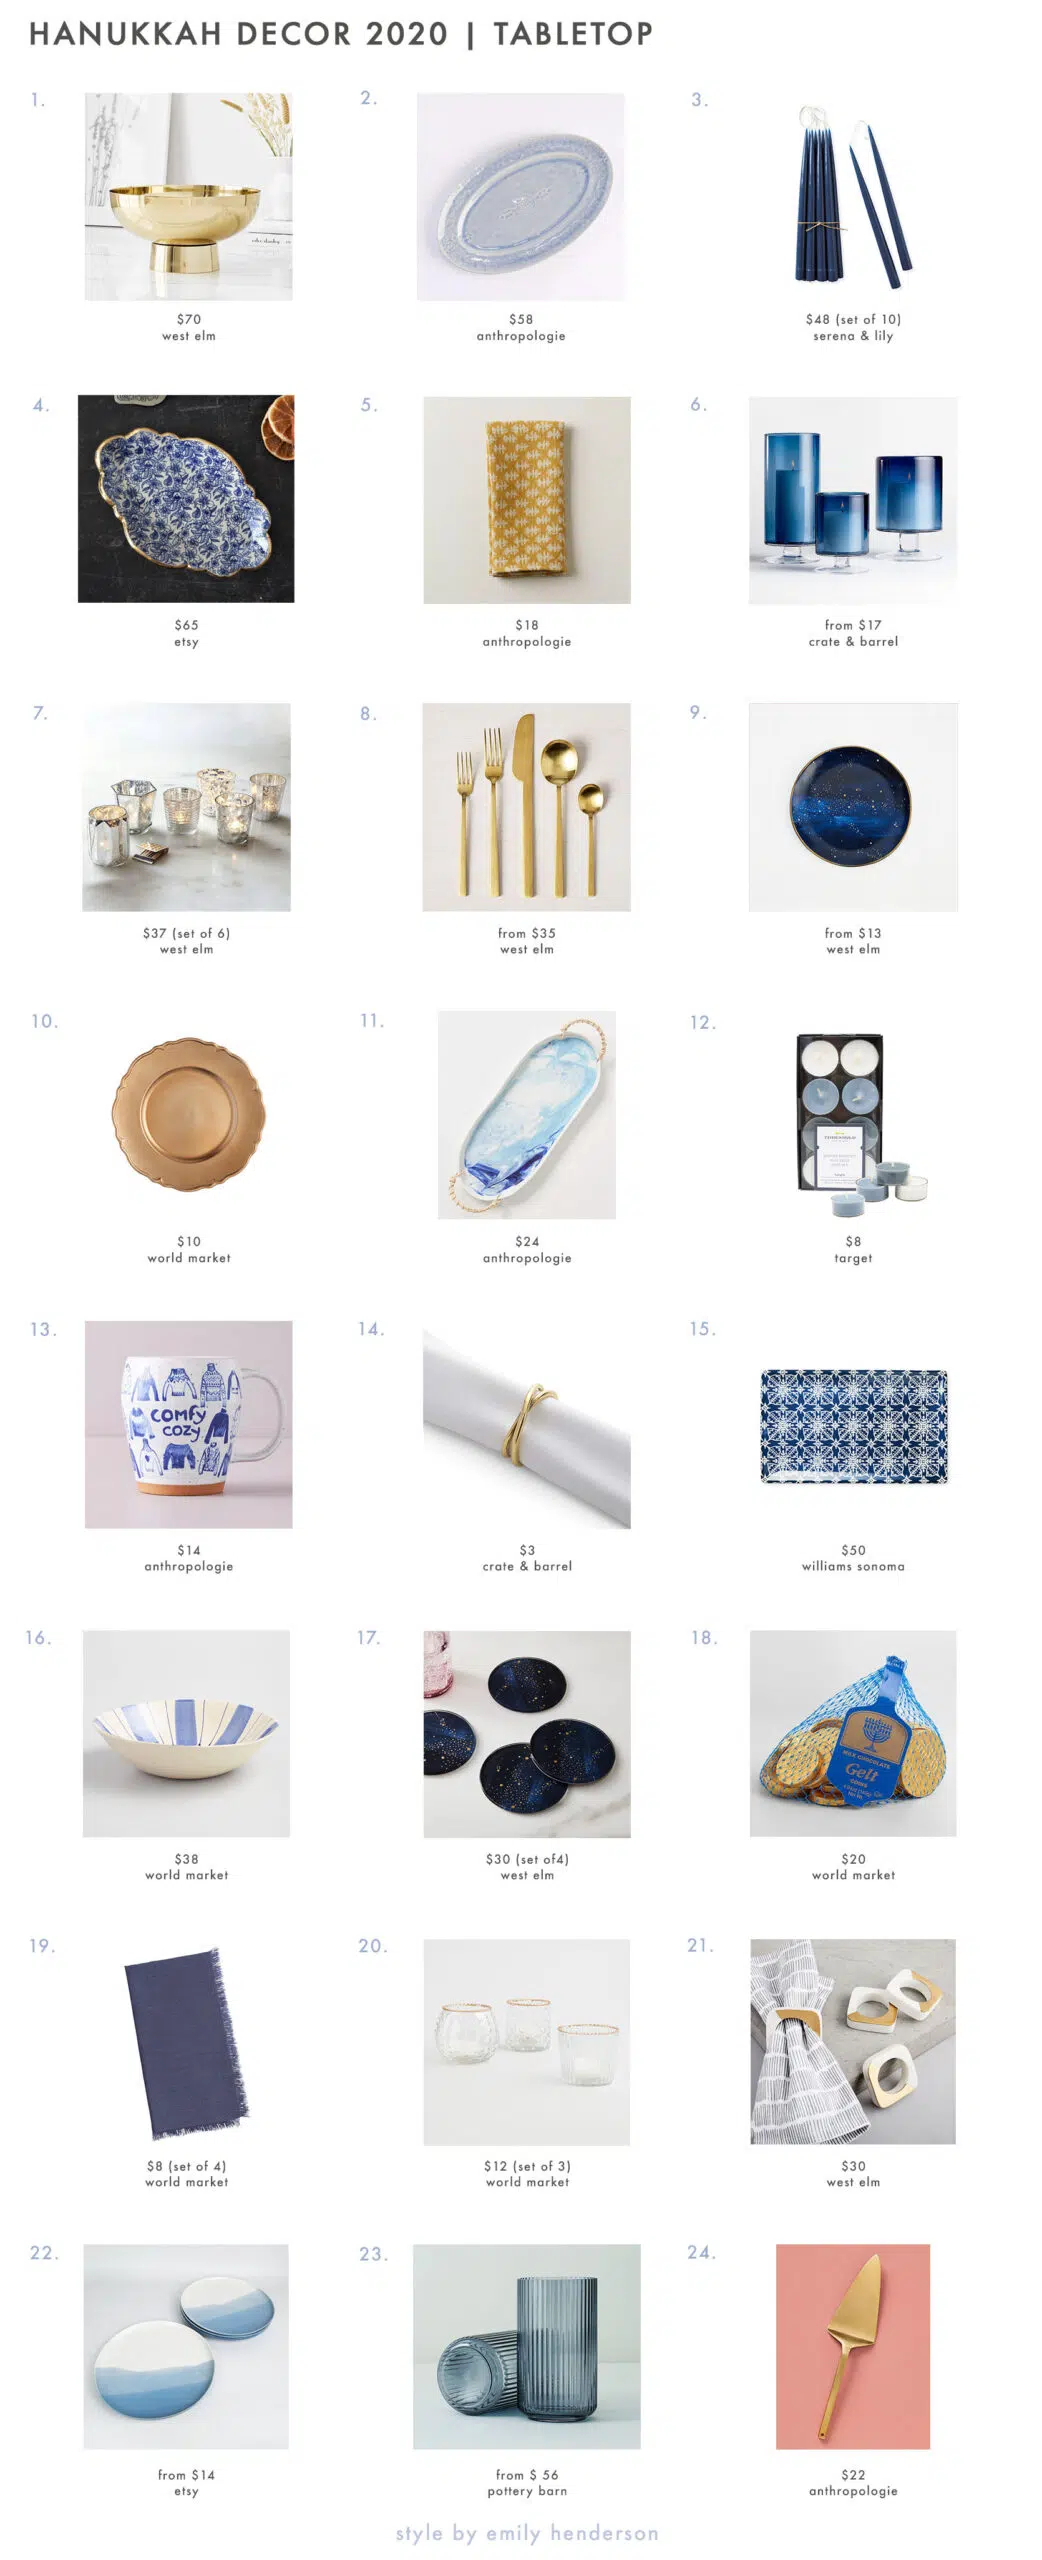 HANUKKAH DECOR 2020 | TABLETOP
1.
$70
west elm
2.
$58
anthropologie
3.
$48 (set of 10)
serena & lily
4.
$65
etsy
5.
$18
anthropologie
6.
from $17
crate & barrel
7.
$37 (set of 6)
west elm
8.
from $35
west elm
9.
from $13
west elm
10.
$10
world market
11.
$24
anthropologie
12.
$8
target
13.
comfy
cozy
$14
anthropologie
14.
$3
crate & barrel
15.
$50
williams sonoma
16.
$38
world market
17.
$30 (set of4)
west elm
18.
MILK CHOCOLATE
Gelt
COINS
$20
world market
19.
$8 (set of 4)
world market
20.
$12 (set of 3)
world market
21.
$30
west elm
22.
from $14
etsy
23.
from $ 56
pottery barn
24.
$22
anthropologie
style by emily henderson